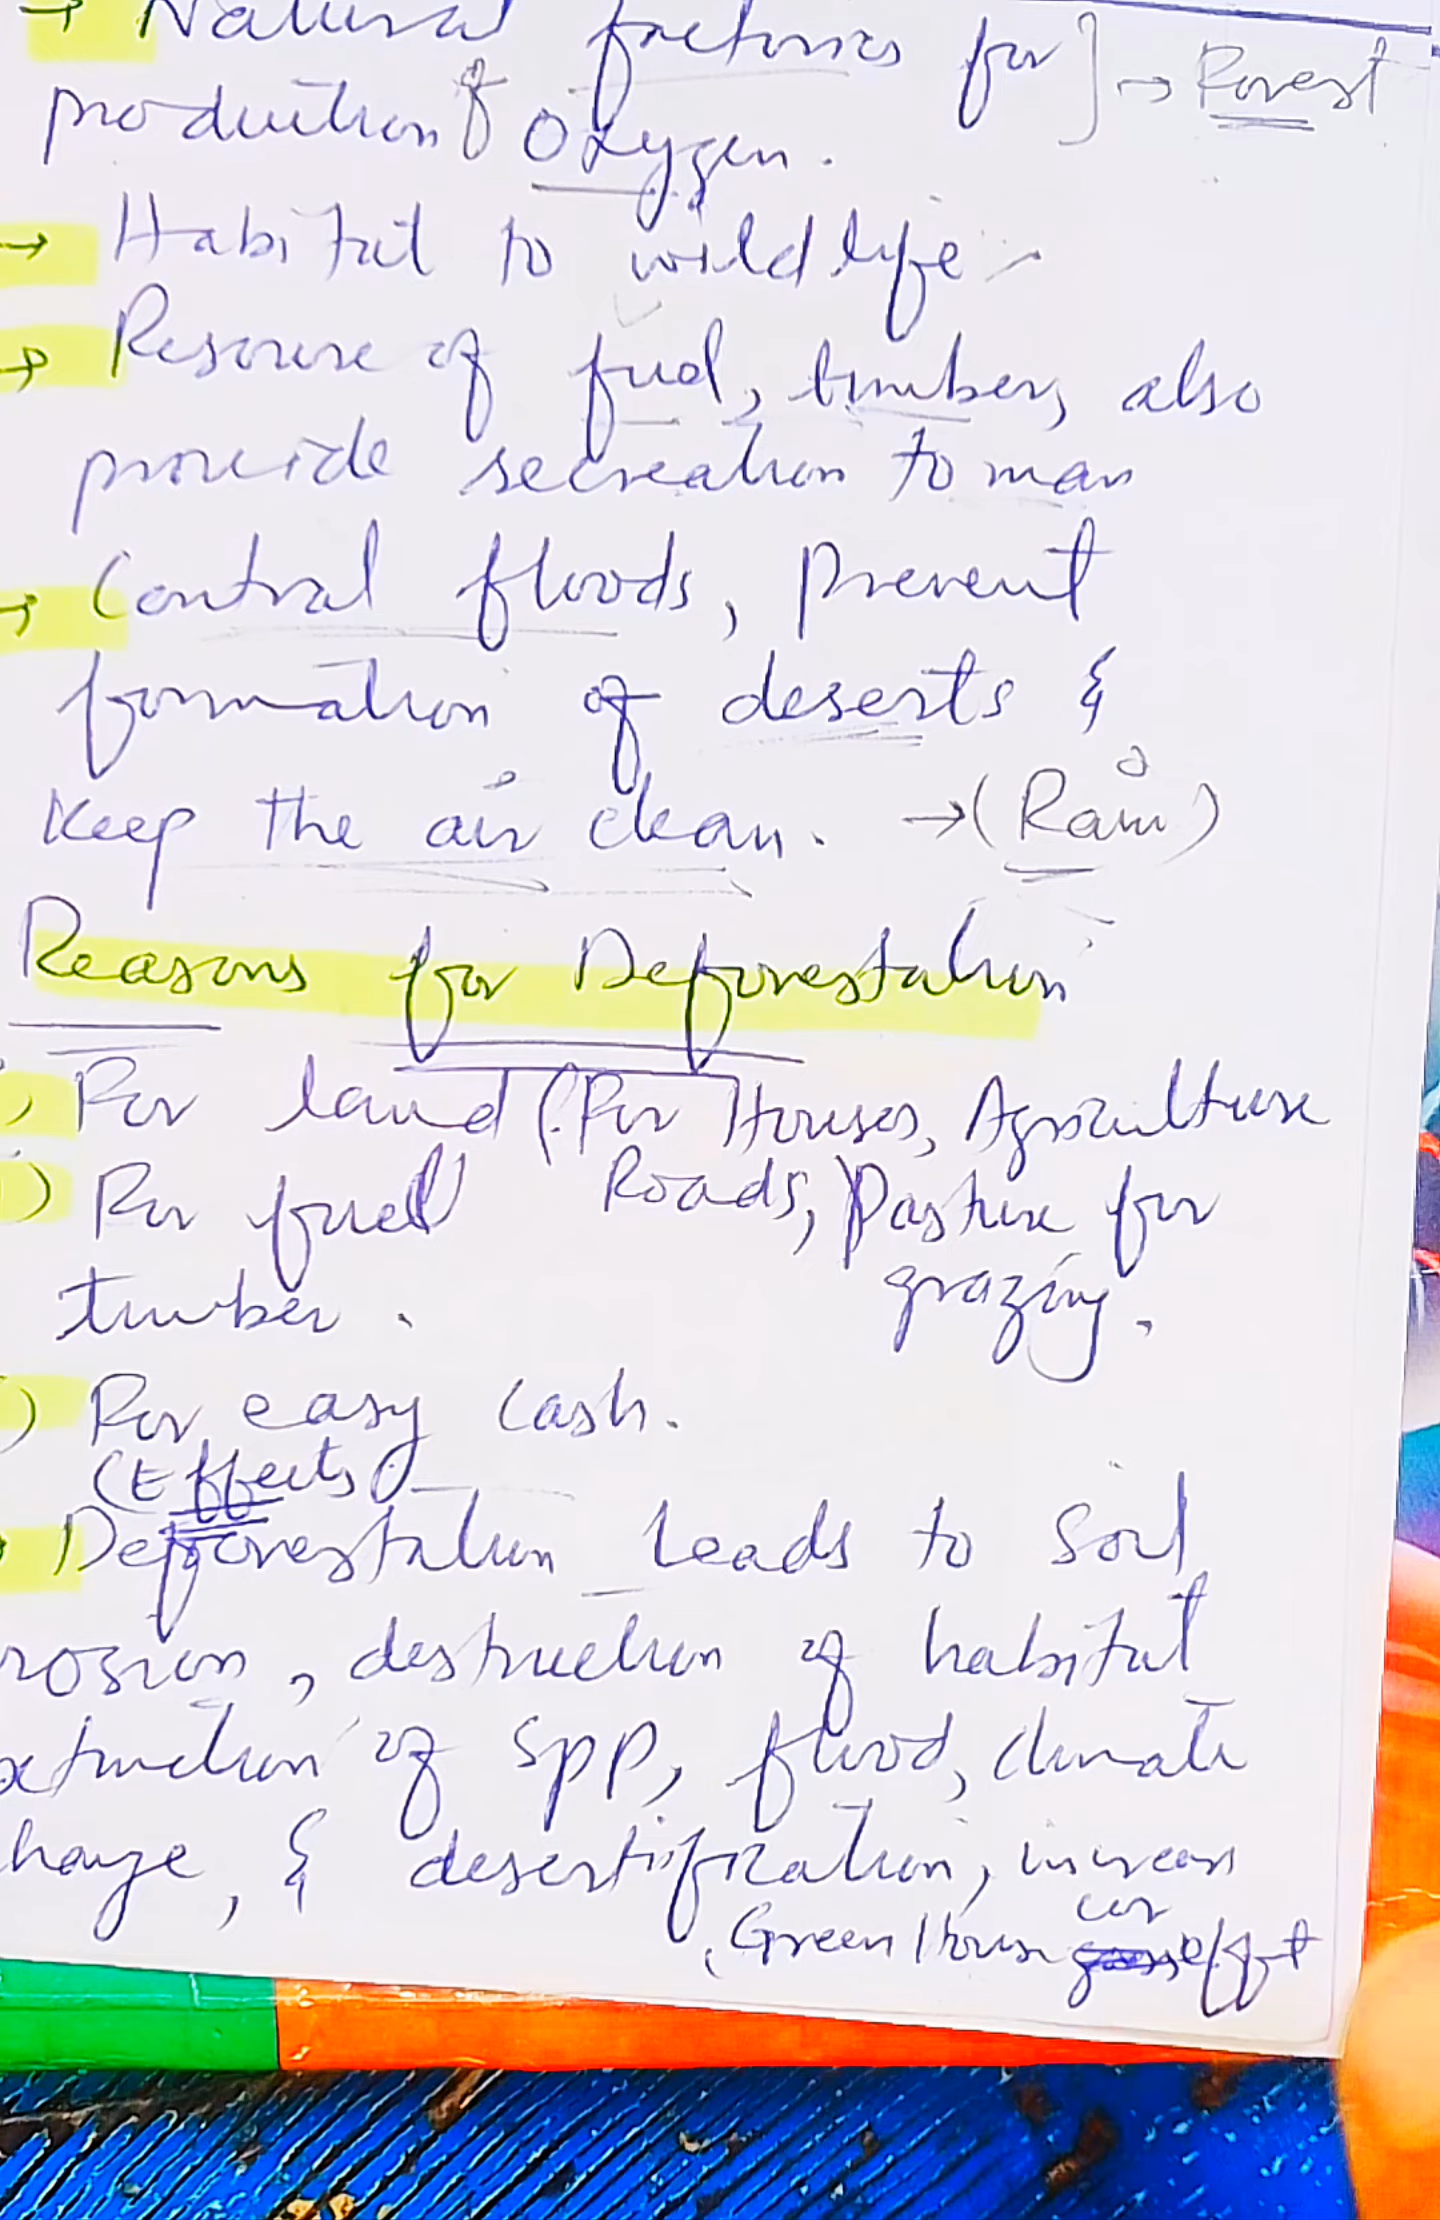 → Natural factories for ] → Forest
production of Oxygen.
→ Habitat to wild life
→ Resourse of fuel, timber, also
provide recreation to man
→ Control floods, prevent
formation of deserts &
Keep the air clean. → (Rain)
Reasons for Deforestation
) For land (For Houses, Agriculture
) For fuel Roads, Pasture for
timber. grazing.
) For easy cash.
(Effects)
Deforestation leads to soil
rosion, destruction of habitat
xtinction of spp, flood, climate
hange, & desertification, increase
(Green House effect